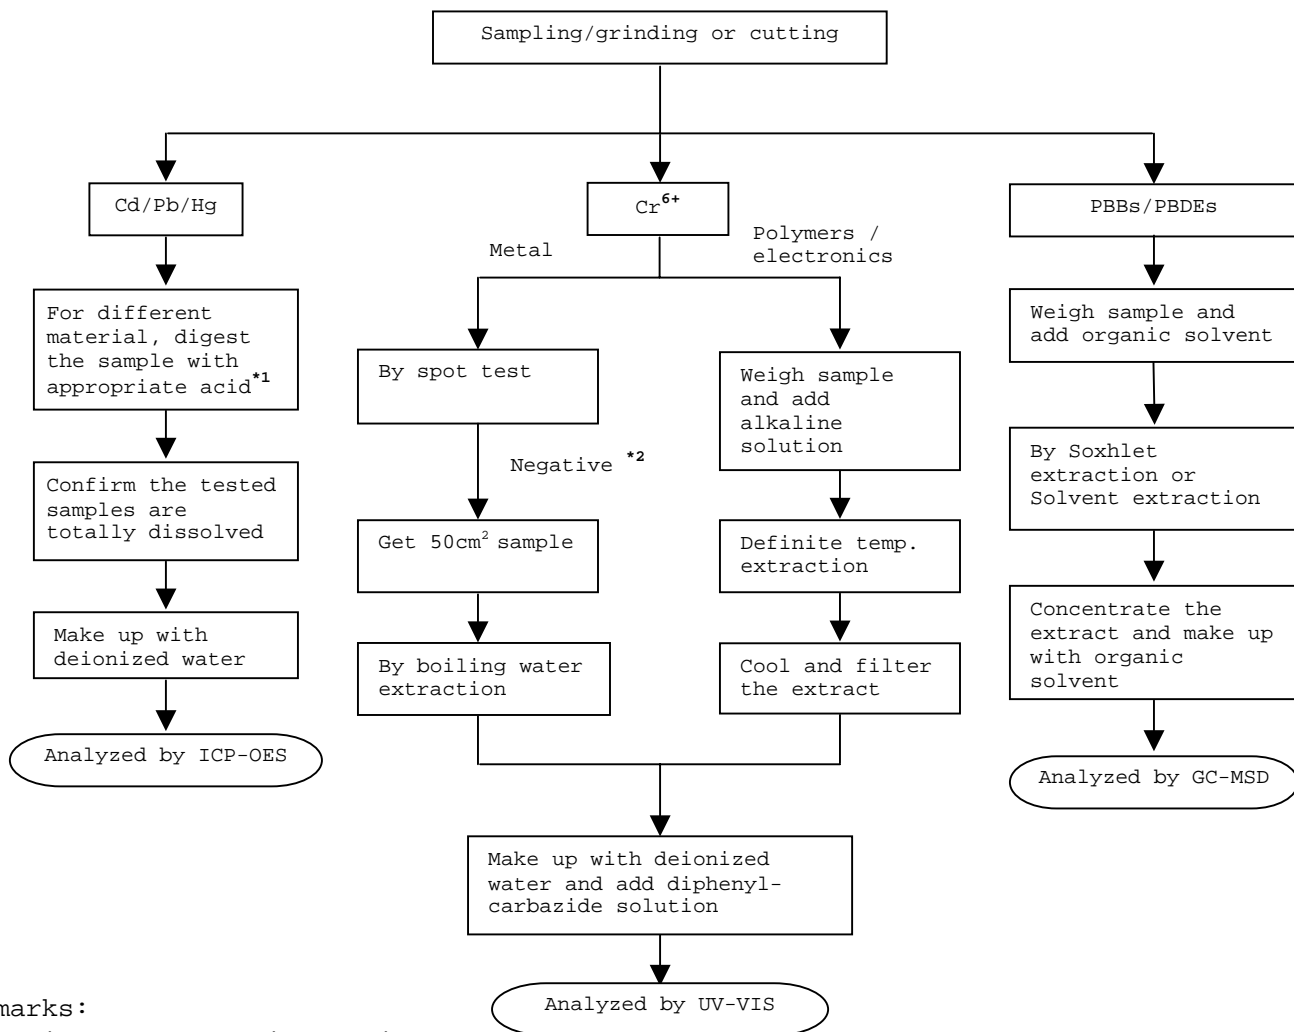 Sampling/grinding or cutting
Cd/Pb/Hg
For different
material, digest
the sample with
appropriate acid*1
Confirm the tested
samples are
totally dissolved
Make up with
deionized water
Analyzed by ICP-OES
Cr6+
Metal
By spot test
Negative *2
Get 50cm2 sample
By boiling water
extraction
Polymers /
electronics
Weigh sample
and add
alkaline
solution
Definite temp.
extraction
Cool and filter
the extract
Make up with deionized
water and add diphenyl-
carbazide solution
Analyzed by UV-VIS
PBBs/PBDEs
Weigh sample and
add organic solvent
By Soxhlet
extraction or
Solvent extraction
Concentrate the
extract and make up
with organic
solvent
Analyzed by GC-MSD
marks: